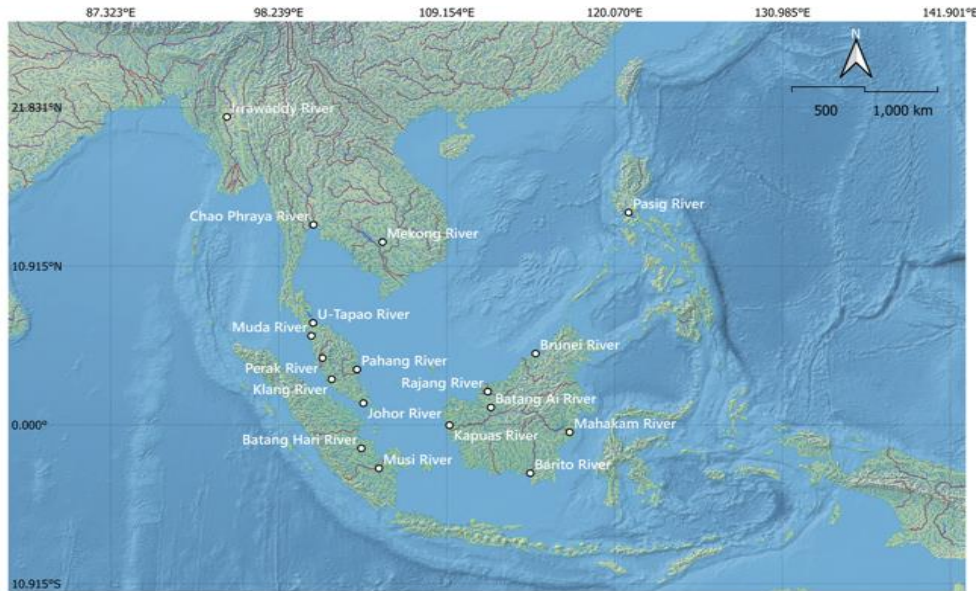 87.323°E 98.239°E 109.154°E 120.070°E 130.985°E 141.901°E
N
21.831°N
500 1,000 km
Irrawaddy River
Chao Phraya River
Pasig River
Mekong River
10.915°N
U-Tapao River
Muda River
Brunei River
Perak River
Pahang River
Klang River
Rajang River
Batang Ai River
Johor River
0.000°
Kapuas River
Mahakam River
Batang Hari River
Musi River
Barito River
10.915°S